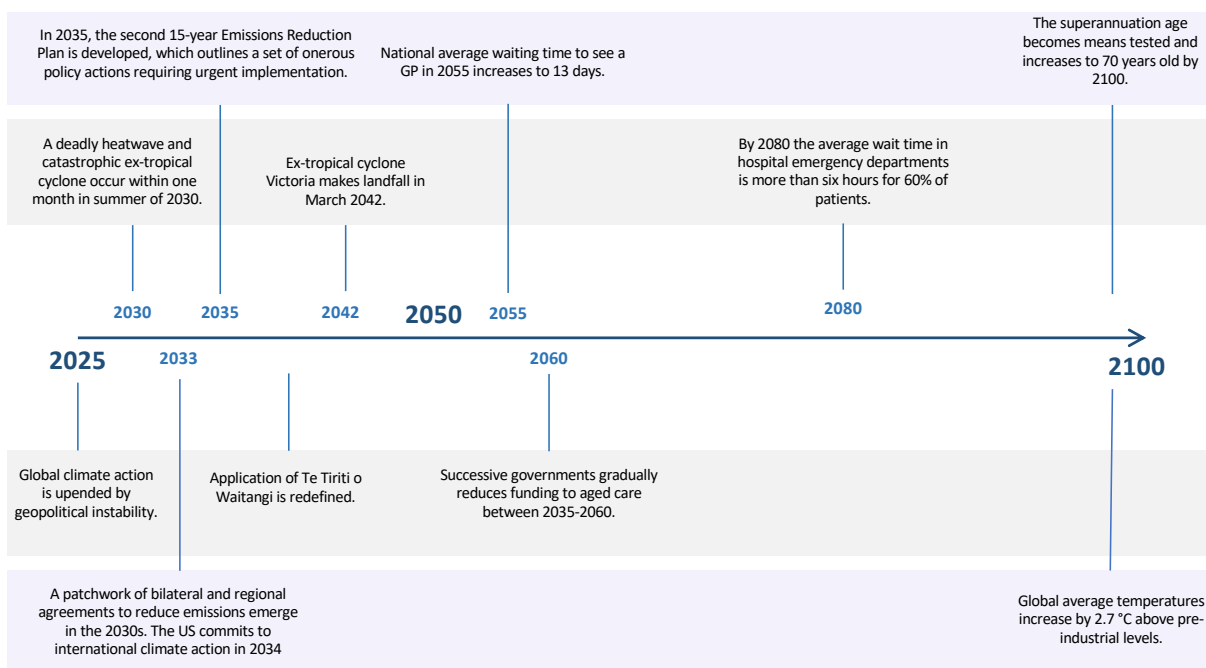 In 2035, the second 15-year Emissions Reduction
Plan is developed, which outlines a set of onerous
policy actions requiring urgent implementation.
National average waiting time to see a
GP in 2055 increases to 13 days.
The superannuation age
becomes means tested and
increases to 70 years old by
2100.
A deadly heatwave and
catastrophic ex-tropical
cyclone occur within one
month in summer of 2030.
Ex-tropical cyclone
Victoria makes landfall in
March 2042.
By 2080 the average wait time in
hospital emergency departments
is more than six hours for 60% of
patients.
2030
2035
2042
2050
2055
2080
2025
2033
2060
2100
Global climate action
is upended by
geopolitical instability.
Application of Te Tiriti o
Waitangi is redefined.
Successive governments gradually
reduces funding to aged care
between 2035-2060.
A patchwork of bilateral and regional
agreements to reduce emissions emerge
in the 2030s. The US commits to
international climate action in 2034
Global average temperatures
increase by 2.7 °C above pre-
industrial levels.